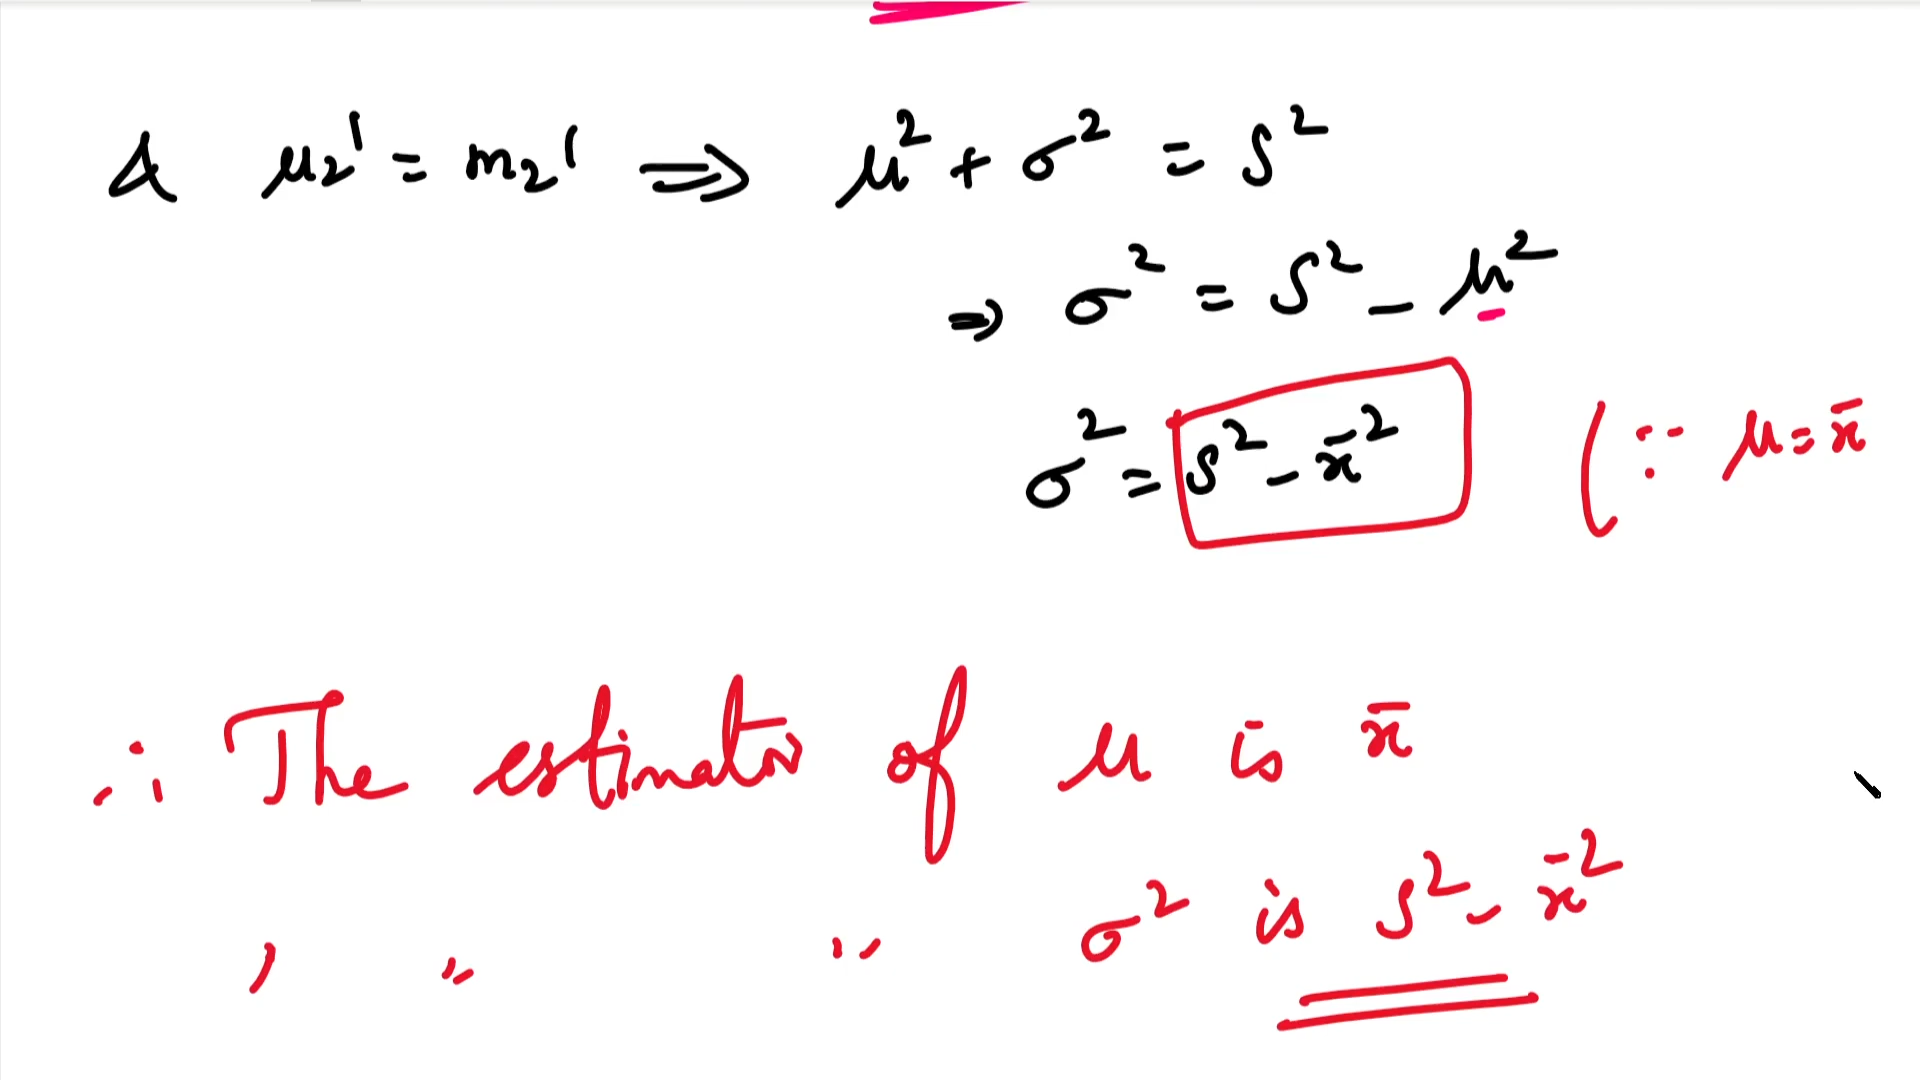 & μ₂' = m₂' ⇒ μ² + σ² = s²
⇒ σ² = s² - μ²
σ² = s² - x̄² (∵ μ = x̄
∴ The estimator of μ is x̄
, " " σ² is s² - x̄²